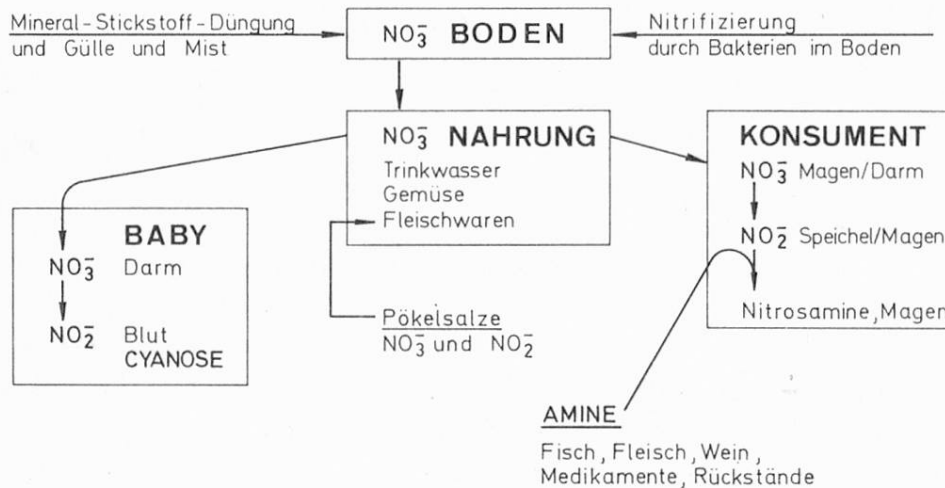 Mineral-Stickstoff-Düngung
und Gülle und Mist
NO₃⁻ BODEN
Nitrifizierung
durch Bakterien im Boden
NO₃⁻ NAHRUNG
Trinkwasser
Gemüse
Fleischwaren
KONSUMENT
NO₃⁻ Magen/Darm
NO₂⁻ Speichel/Magen
Nitrosamine, Magen
BABY
NO₃⁻ Darm
NO₂⁻ Blut
CYANOSE
Pökelsalze
NO₃⁻ und NO₂⁻
AMINE
Fisch, Fleisch, Wein,
Medikamente, Rückstände